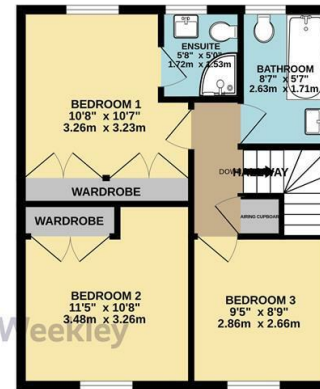 ENSUITE
5'8" x 5'0"
1.72m x 1.53m
BATHROOM
8'7" x 5'7"
2.63m x 1.71m
BEDROOM 1
10'8" x 10'7"
3.26m x 3.23m
HALLWAY
WARDROBE
WARDROBE
AIRING CUPBOARD
BEDROOM 2
11'5" x 10'8"
3.48m x 3.26m
BEDROOM 3
9'5" x 8'9"
2.86m x 2.66m
Weekley